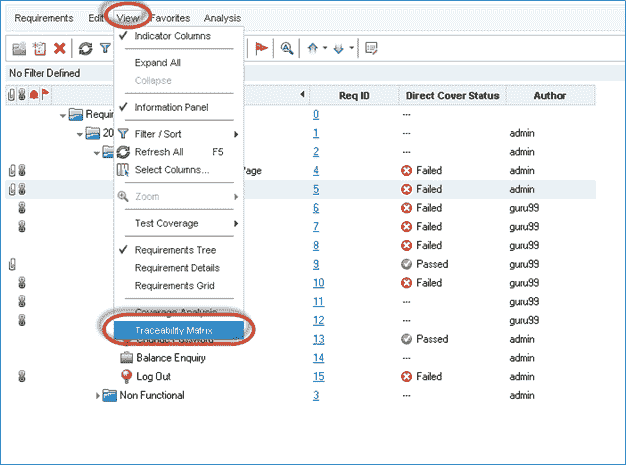 Requirements Edit View Favorites Analysis
Indicator Columns
Expand All
Collapse
No Filter Defined
Information Panel
Req ID Direct Cover Status Author
Requi 0 ---
20 Filter / Sort 1 --- admin
Refresh All F5 2 --- admin
Select Columns... Page 4 Failed admin
Zoom 5 Failed admin
6 Failed guru99
Test Coverage 7 Failed guru99
Requirements Tree 8 Failed guru99
Requirement Details 9 Passed guru99
Requirements Grid 10 Failed guru99
Coverage Analysis 11 --- guru99
Traceability Matrix 12 --- guru99
Change Password 13 Passed admin
Balance Enquiry 14 --- admin
Log Out 15 Failed admin
Non Functional 3 --- admin